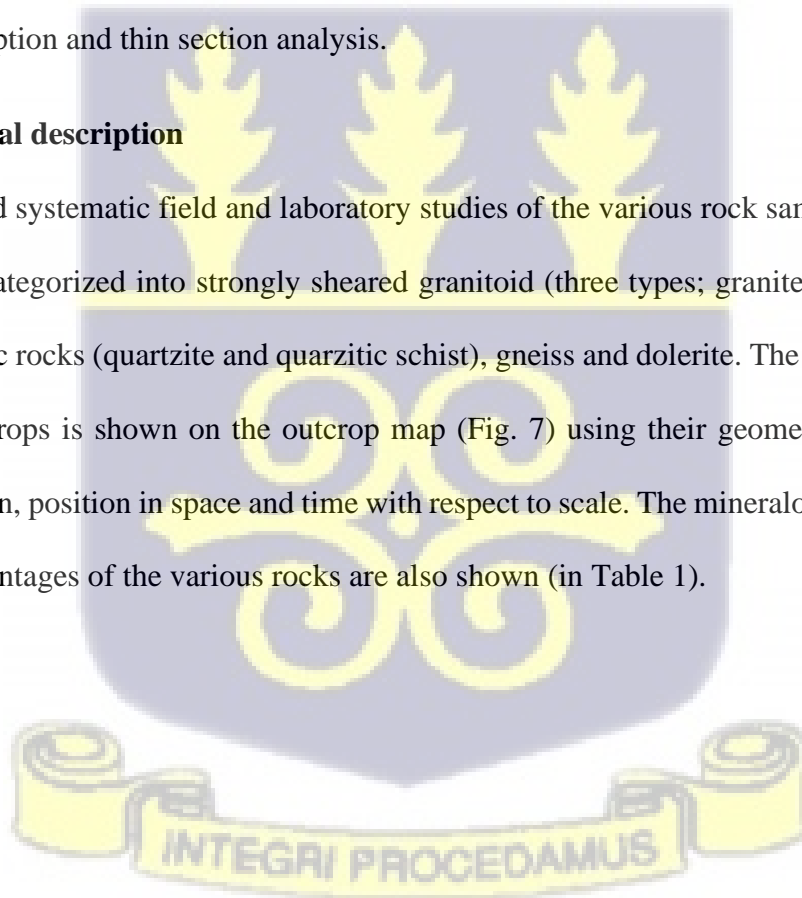 ption and thin section analysis.
al description
d systematic field and laboratory studies of the various rock san
ategorized into strongly sheared granitoid (three types; granite
c rocks (quartzite and quarzitic schist), gneiss and dolerite. The
rops is shown on the outcrop map (Fig. 7) using their geome
n, position in space and time with respect to scale. The mineralo
ntages of the various rocks are also shown (in Table 1).
INTEGRI PROCEDAMUS